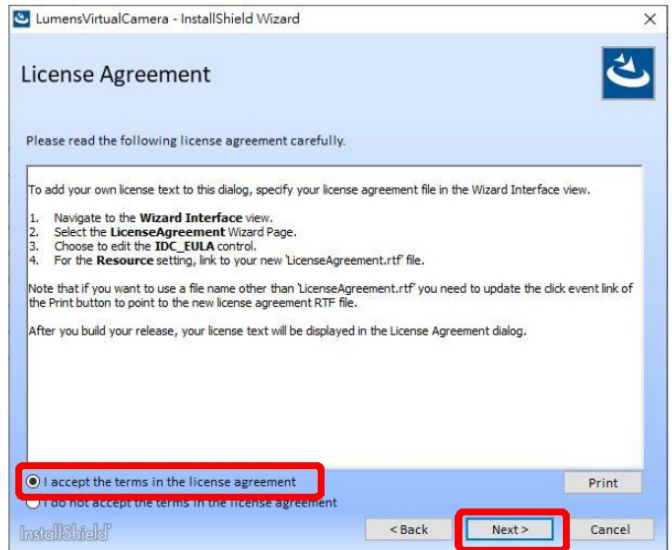 LumensVirtualCamera - InstallShield Wizard
License Agreement
Please read the following license agreement carefully.
To add your own license text to this dialog, specify your license agreement file in the Wizard Interface view.
1. Navigate to the Wizard Interface view.
2. Select the LicenseAgreement Wizard Page.
3. Choose to edit the IDC_EULA control.
4. For the Resource setting, link to your new 'LicenseAgreement.rtf' file.
Note that if you want to use a file name other than 'LicenseAgreement.rtf' you need to update the click event link of
the Print button to point to the new license agreement RTF file.
After you build your release, your license text will be displayed in the License Agreement dialog.
I accept the terms in the license agreement
Print
I do not accept the terms in the license agreement
InstallShield
< Back
Next >
Cancel